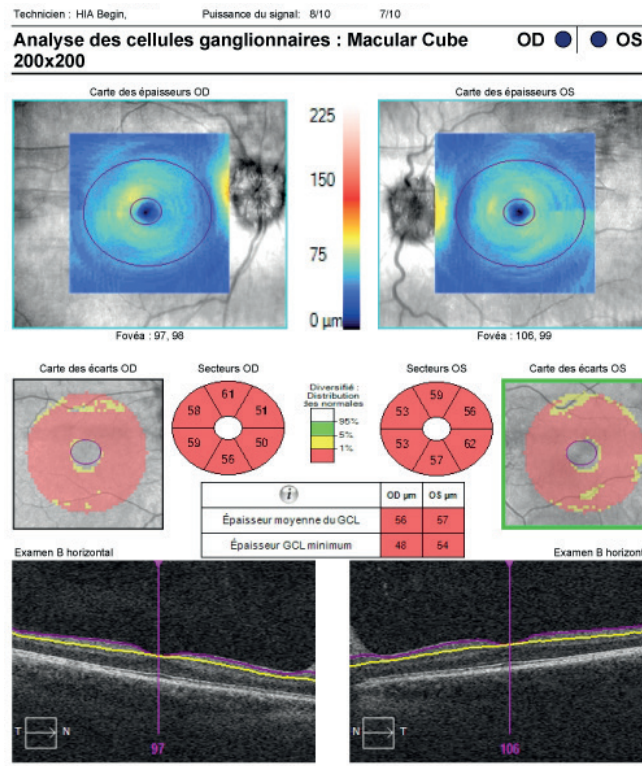 Technicien : HIA Begin, Puissance du signal: 8/10 7/10
Analyse des cellules ganglionnaires : Macular Cube 200x200 OD OS
Carte des épaisseurs OD
Carte des épaisseurs OS
225
150
75
0 µm
Fovéa : 97, 98
Fovéa : 106, 99
Carte des écarts OD
Secteurs OD
Diversifié :
Distribution
des normales
95%
5%
1%
Secteurs OS
Carte des écarts OS
61
58 51
59 50
56
59
53 56
53 62
57
OD µm OS µm
Épaisseur moyenne du GCL 56 57
Épaisseur GCL minimum 48 54
Examen B horizontal
Examen B horizont
T N
97
N T
106